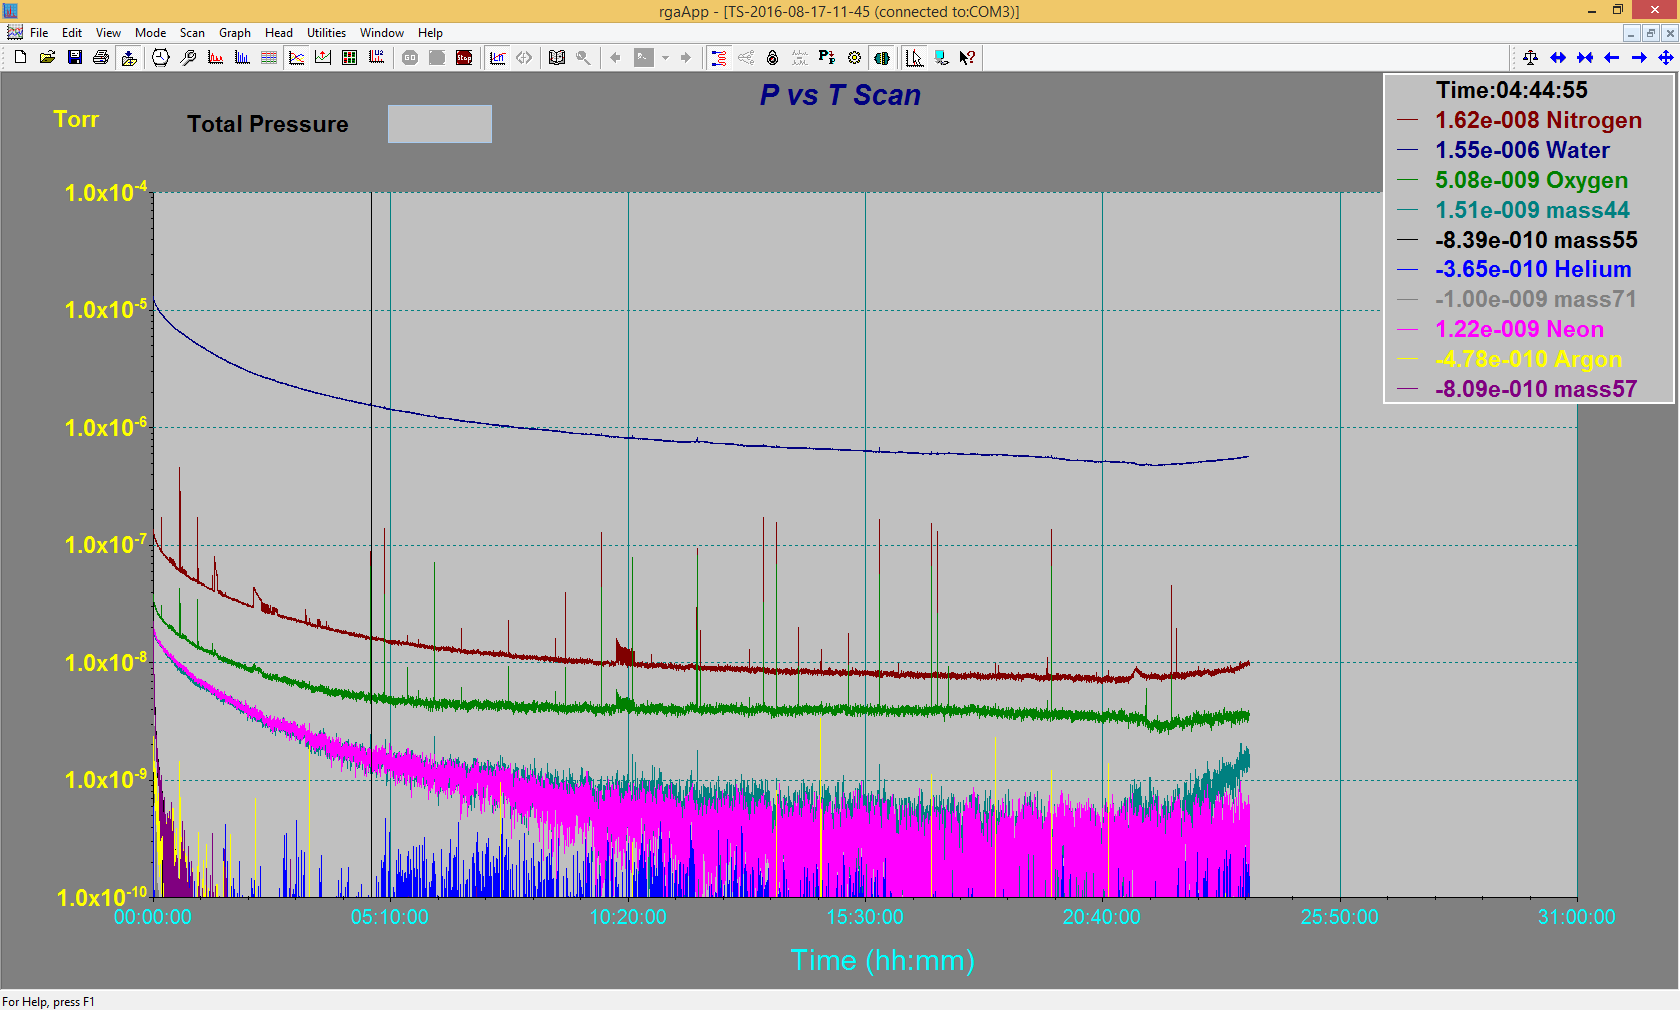 rgaApp - [TS-2016-08-17-11-45 (connected to:COM3)]
File Edit View Mode Scan Graph Head Utilities Window Help
GO Stop
P vs T Scan
Torr
Total Pressure
Time:04:44:55
1.62e-008 Nitrogen
1.55e-006 Water
5.08e-009 Oxygen
1.51e-009 mass44
-8.39e-010 mass55
-3.65e-010 Helium
-1.00e-009 mass71
1.22e-009 Neon
-4.78e-010 Argon
-8.09e-010 mass57
1.0x10-4
1.0x10-5
1.0x10-6
1.0x10-7
1.0x10-8
1.0x10-9
1.0x10-10
00:00:00 05:10:00 10:20:00 15:30:00 20:40:00 25:50:00 31:00:00
Time (hh:mm)
For Help, press F1